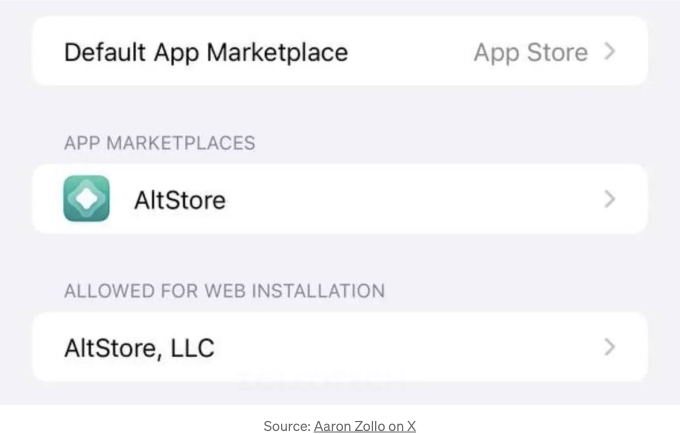 Default App Marketplace App Store
APP MARKETPLACES
AltStore
ALLOWED FOR WEB INSTALLATION
AltStore, LLC
Source: Aaron Zollo on X